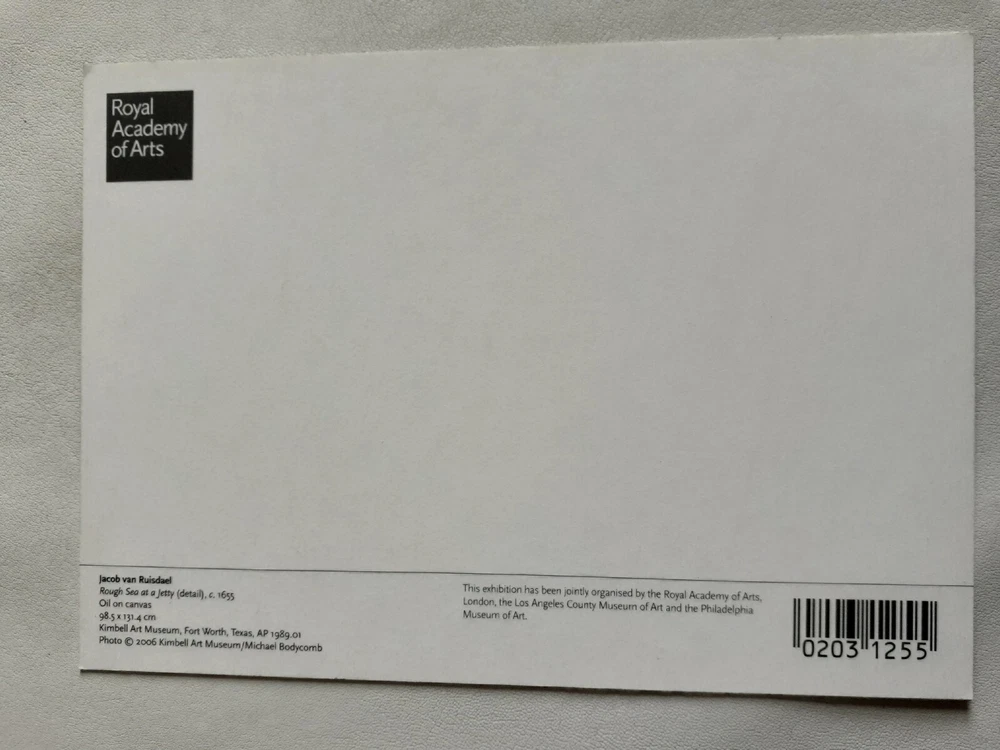 Royal
Academy
of Arts
Jacob van Ruisdael
Rough Sea at a Jetty (detail), c. 1655
Oil on canvas
98.5 x 131.4 cm
Kimbell Art Museum, Fort Worth, Texas, AP 1989.01
Photo © 2006 Kimbell Art Museum/Michael Bodycomb
This exhibition has been jointly organised by the Royal Academy of Arts,
London, the Los Angeles County Museum of Art and the Philadelphia
Museum of Art.
0203 1255